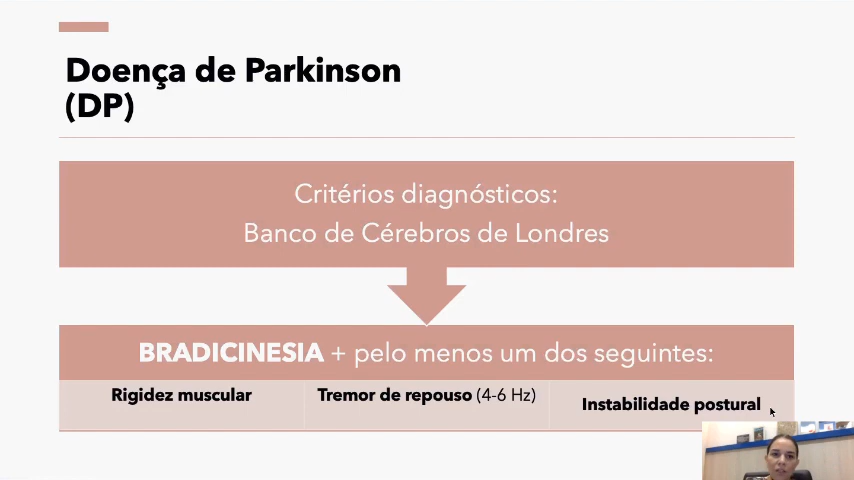 Doença de Parkinson
(DP)
Critérios diagnósticos:
Banco de Cérebros de Londres
BRADICINESIA + pelo menos um dos seguintes:
Rigidez muscular
Tremor de repouso (4-6 Hz)
Instabilidade postural